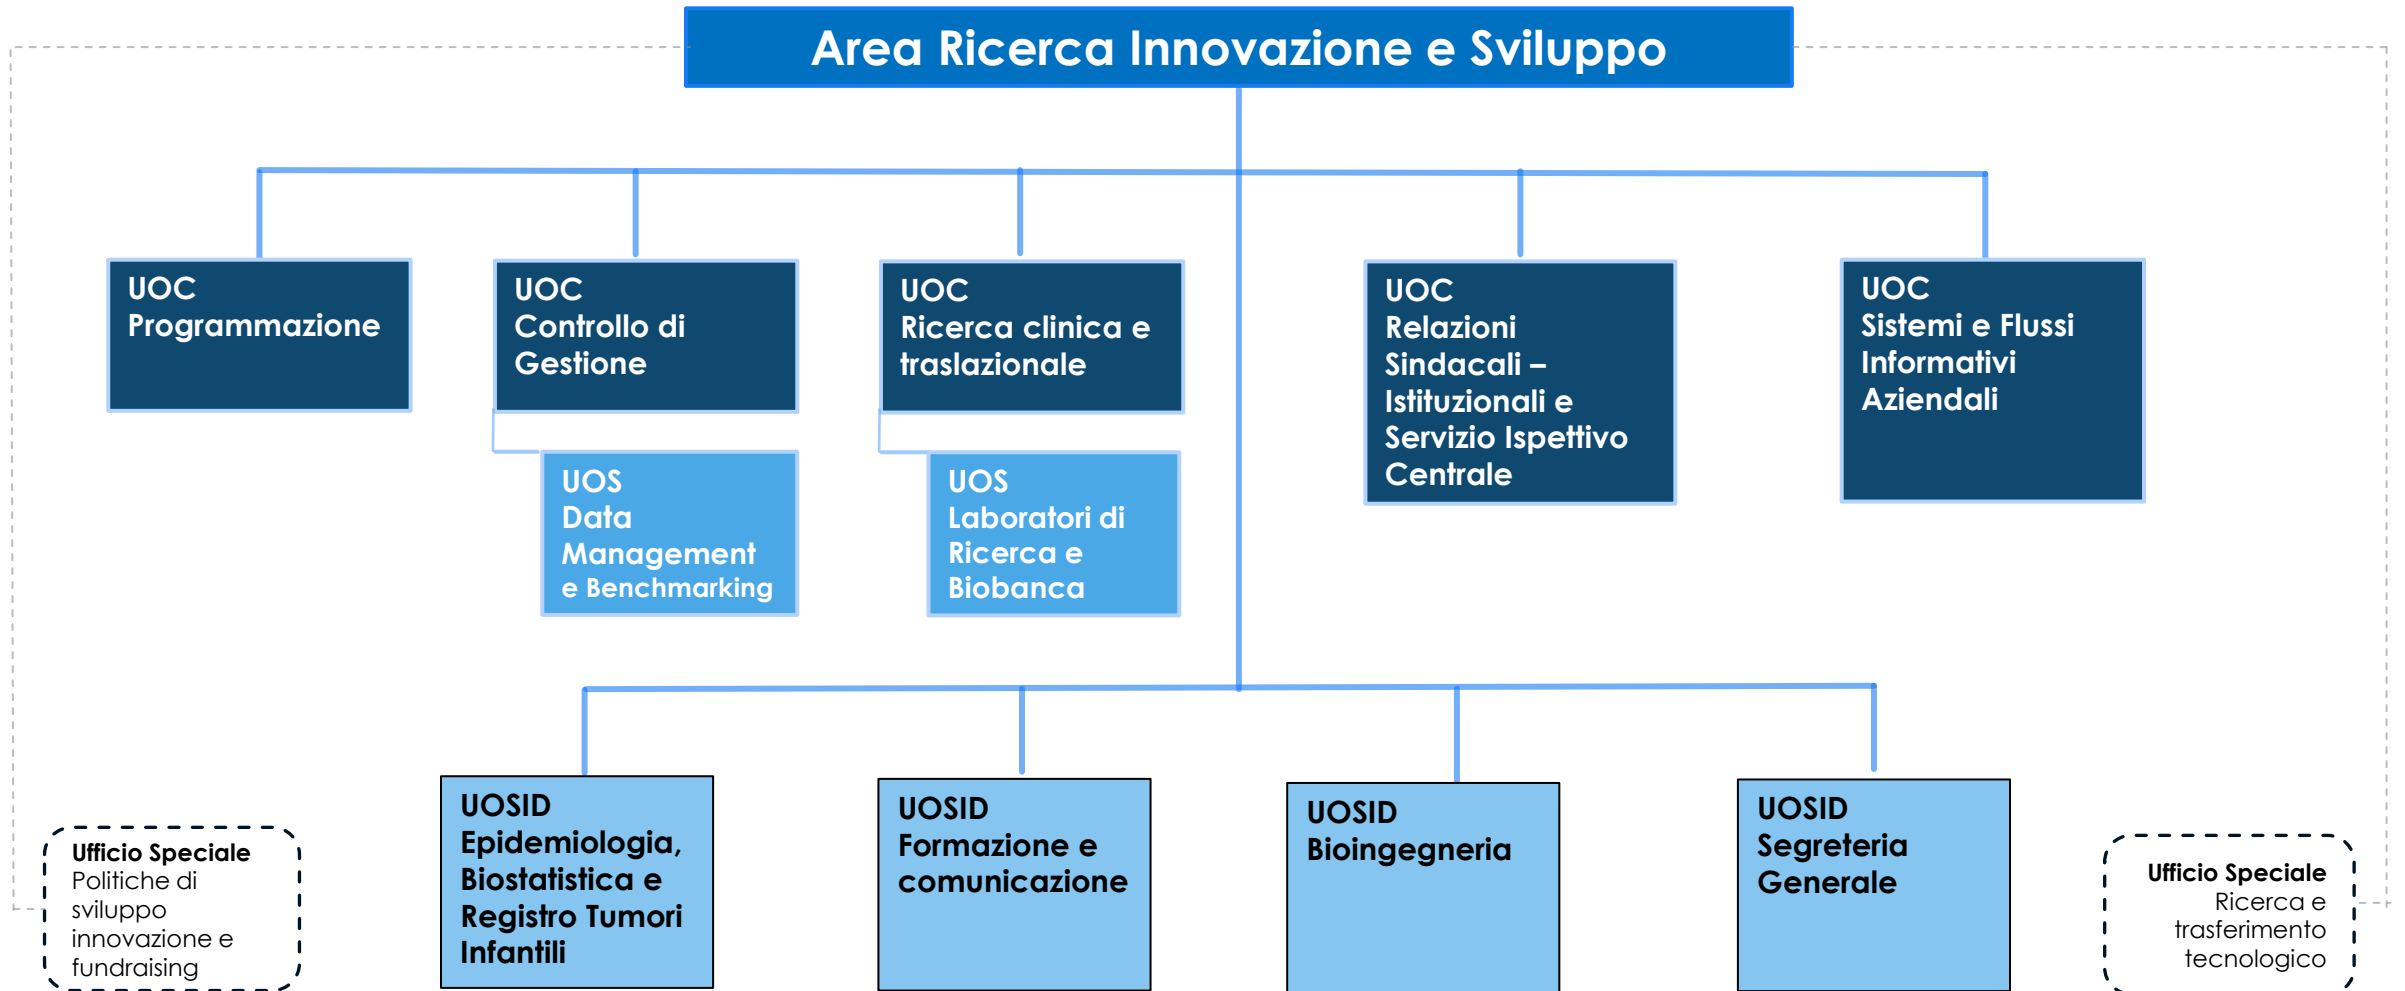 Area Ricerca Innovazione e Sviluppo
UOC
Programmazione
UOC
Controllo di
Gestione
UOC
Ricerca clinica e
traslazionale
UOC
Relazioni
Sindacali –
Istituzionali e
Servizio Ispettivo
Centrale
UOC
Sistemi e Flussi
Informativi
Aziendali
UOS
Data
Management
e Benchmarking
UOS
Laboratori di
Ricerca e
Biobanca
Ufficio Speciale
Politiche di
sviluppo
innovazione e
fundraising
UOSID
Epidemiologia,
Biostatistica e
Registro Tumori
Infantili
UOSID
Formazione e
comunicazione
UOSID
Bioingegneria
UOSID
Segreteria
Generale
Ufficio Speciale
Ricerca e
trasferimento
tecnologico